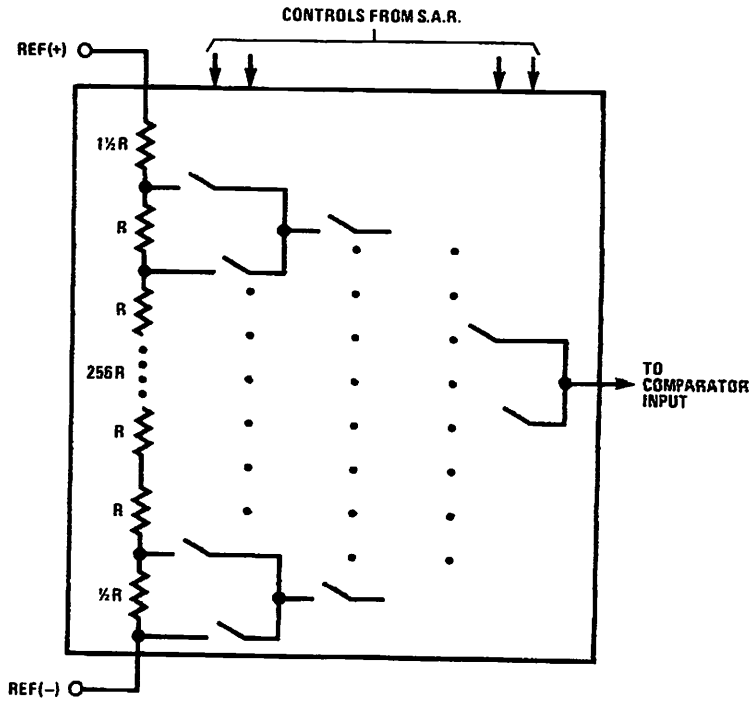 CONTROLS FROM S.A.R.
REF(+)
1½R
R
R
256R
R
R
½R
TO
COMPARATOR
INPUT
REF(−)